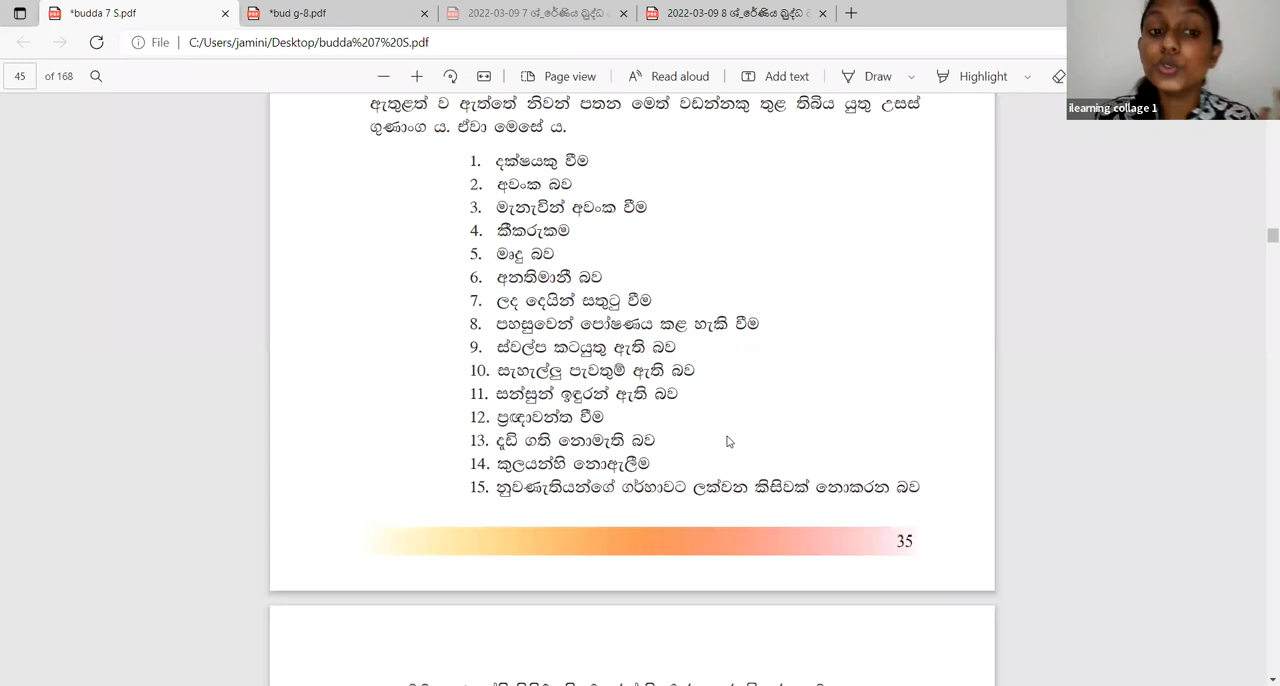 *budda 7 S.pdf
*bud g-8.pdf
2022-03-09 7 ශ්‍රේණිය බුද්ධ
2022-03-09 8 ශ්‍රේණිය බුද්ධ
File
C:/Users/jamini/Desktop/budda%207%20S.pdf
45 of 168
Page view
Read aloud
Add text
Draw
Highlight
ilearning collage 1
ඇතුළත් ව ඇත්තේ නිවන් පතන මෙත් වඩන්නකු තුළ තිබිය යුතු උසස්
ගුණාංග ය. ඒවා මෙසේ ය.
1. දක්ෂයකු වීම
2. අවංක බව
3. මැනැවින් අවංක වීම
4. කීකරුකම
5. මෘදු බව
6. අනතිමානී බව
7. ලද දෙයින් සතුටු වීම
8. පහසුවෙන් පෝෂණය කළ හැකි වීම
9. ස්වල්ප කටයුතු ඇති බව
10. සැහැල්ලු පැවතුම් ඇති බව
11. සන්සුන් ඉඳුරන් ඇති බව
12. ප්‍රඥාවන්ත වීම
13. දැඩි ගති නොමැති බව
14. කුලයන්හි නොඇලීම
15. නුවණැතියන්ගේ ගර්හාවට ලක්වන කිසිවක් නොකරන බව
35